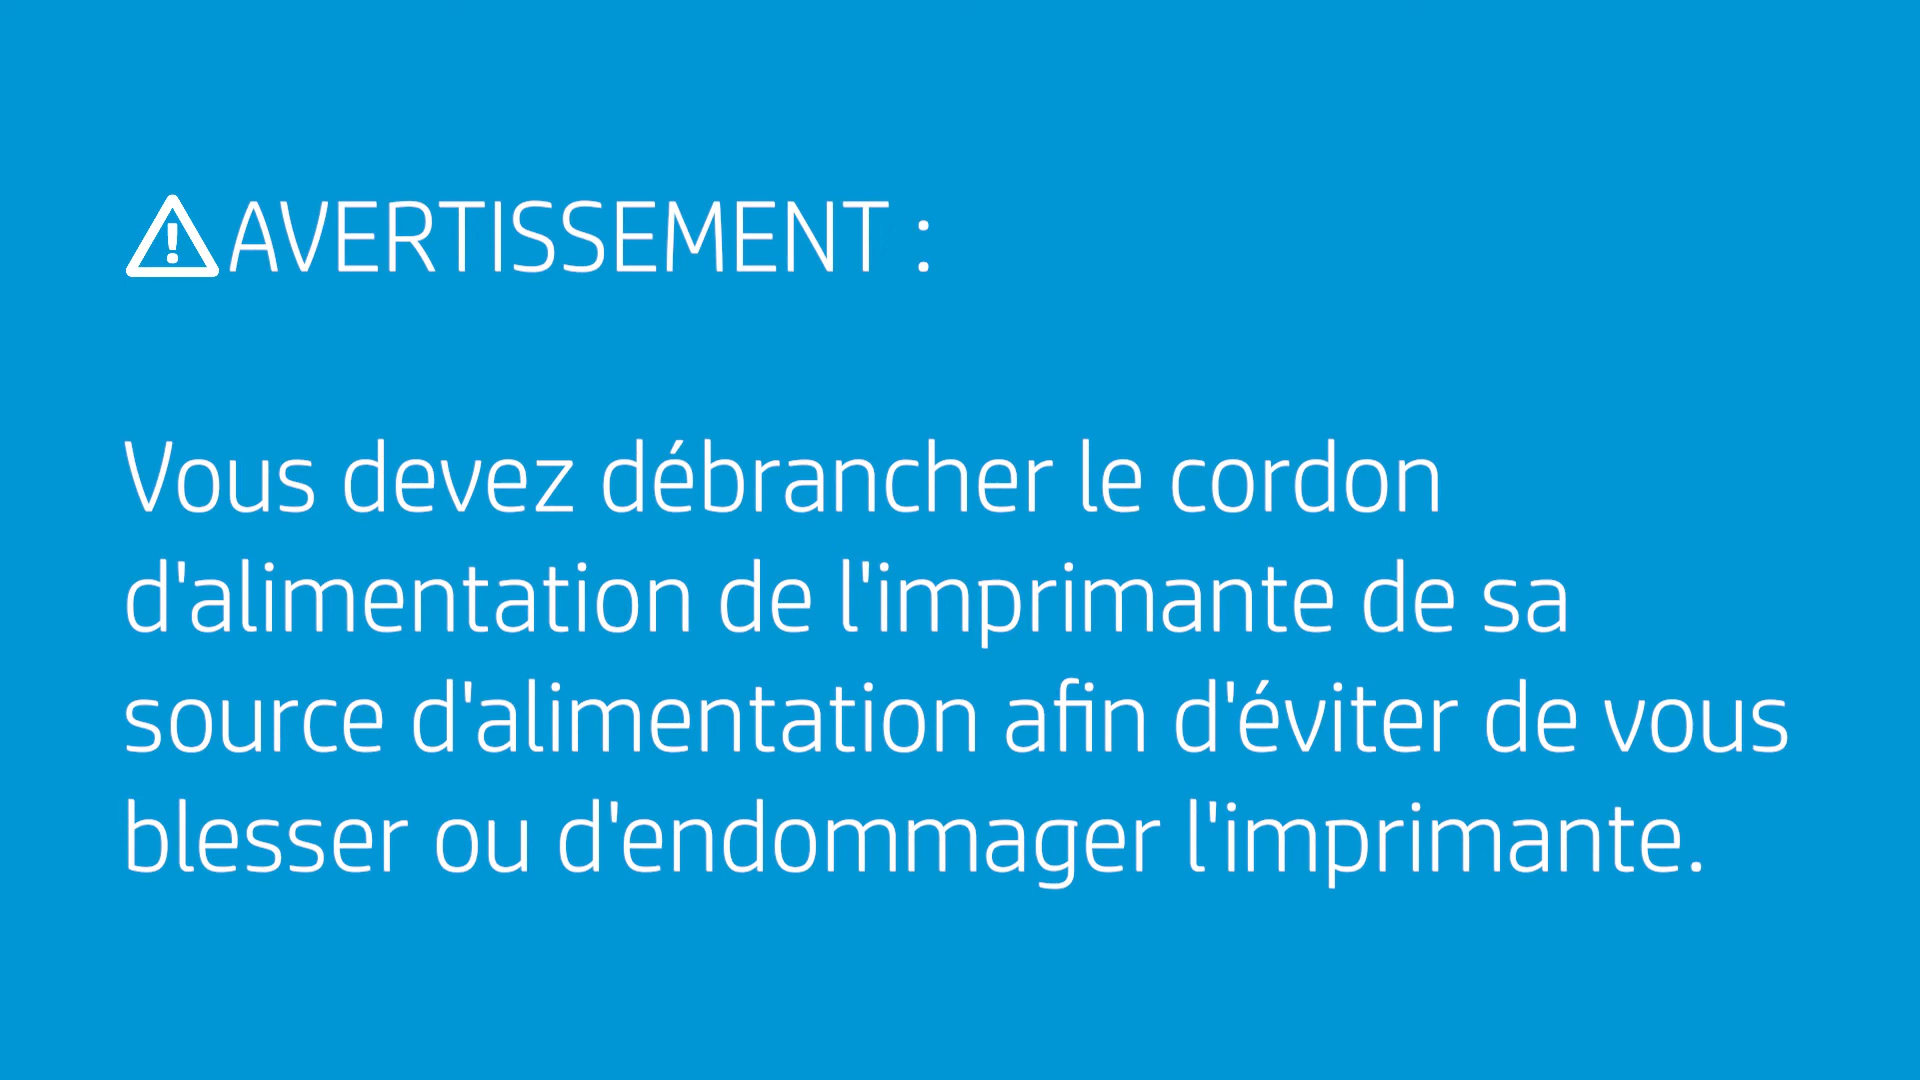 AVERTISSEMENT :
Vous devez débrancher le cordon
d'alimentation de l'imprimante de sa
source d'alimentation afin d'éviter de vous
blesser ou d'endommager l'imprimante.